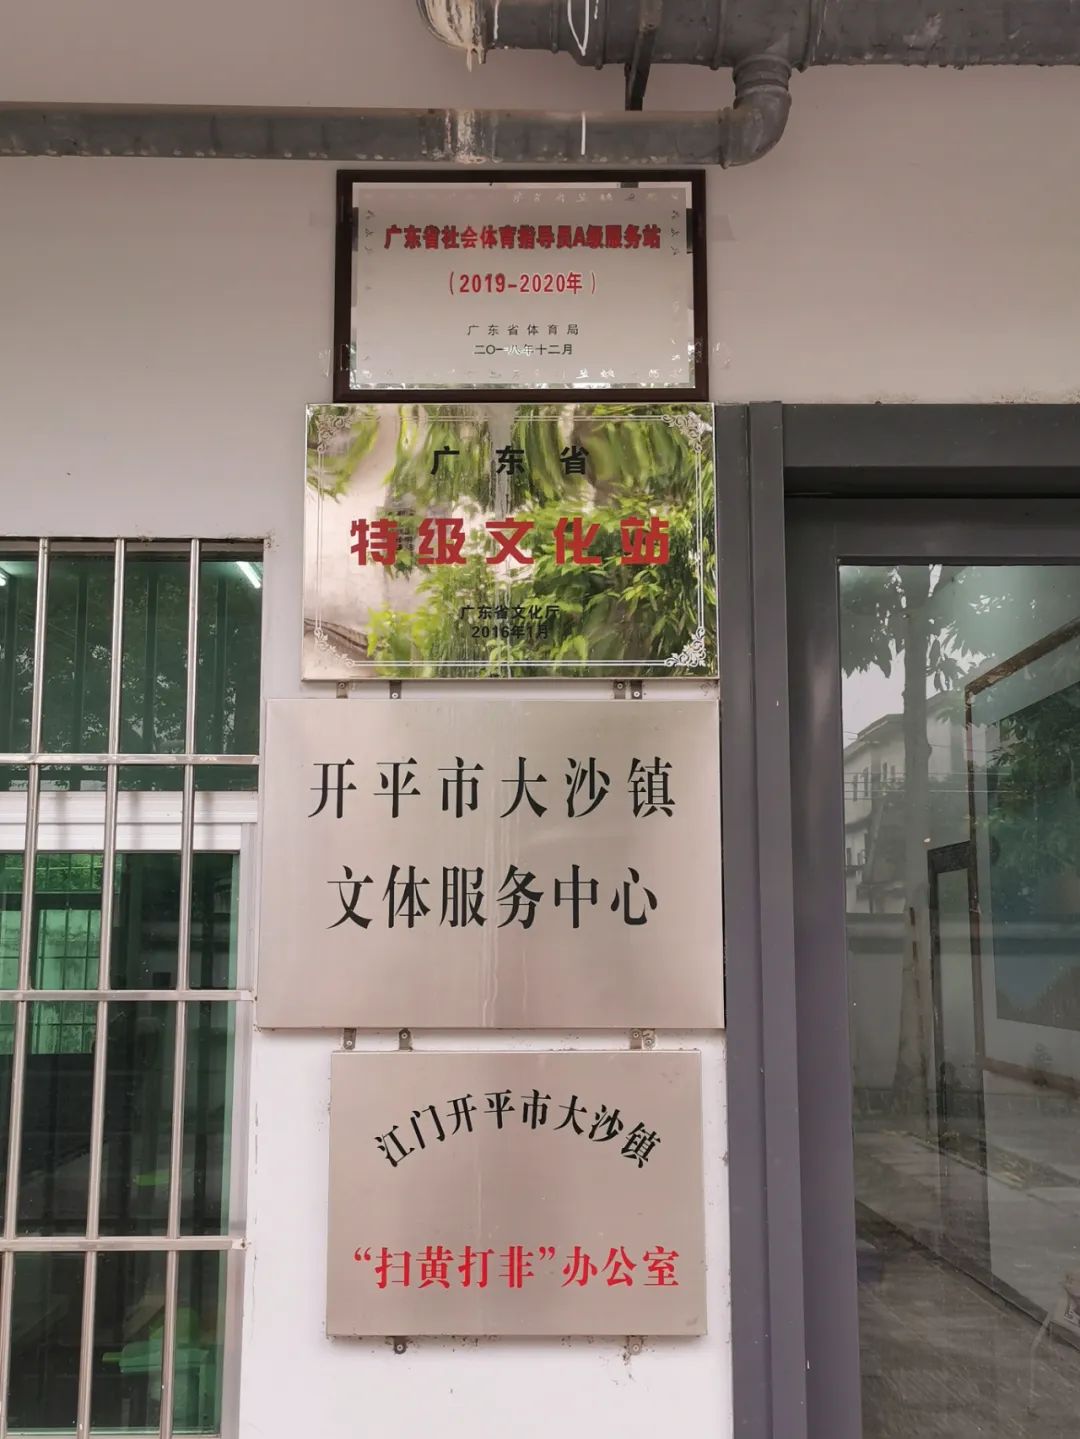 广东省社会体育指导员A级服务站
（2019-2020年）
广东省体育局
二〇一八年十二月
广东省
特级文化站
广东省文化厅
2016年1月
开平市大沙镇
文体服务中心
江门开平市大沙镇
“扫黄打非”办公室